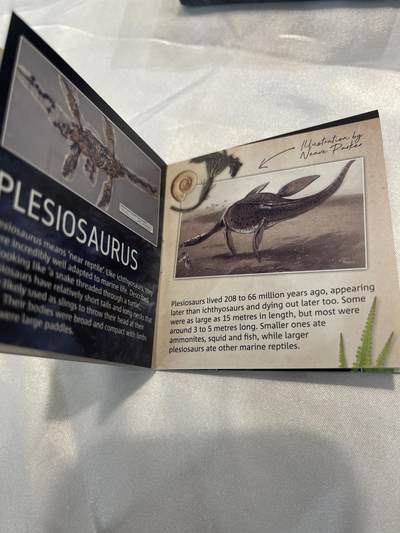 PLESIOSAURUS
means 'near reptile'. Like ichthyosaurs, they
were incredibly well adapted to marine life. Described
looking like 'a snake threaded through a turtle',
have relatively short tails and long necks that
likely used as slings to throw their head at their
Their bodies were broad and compact with limbs
very large paddles.
Illustration by
Neave Parker
Plesiosaurs lived 208 to 66 million years ago, appearing
later than ichthyosaurs and dying out later too. Some
were as large as 15 metres in length, but most were
around 3 to 5 metres long. Smaller ones ate
ammonites, squid and fish, while larger
plesiosaurs ate other marine reptiles.